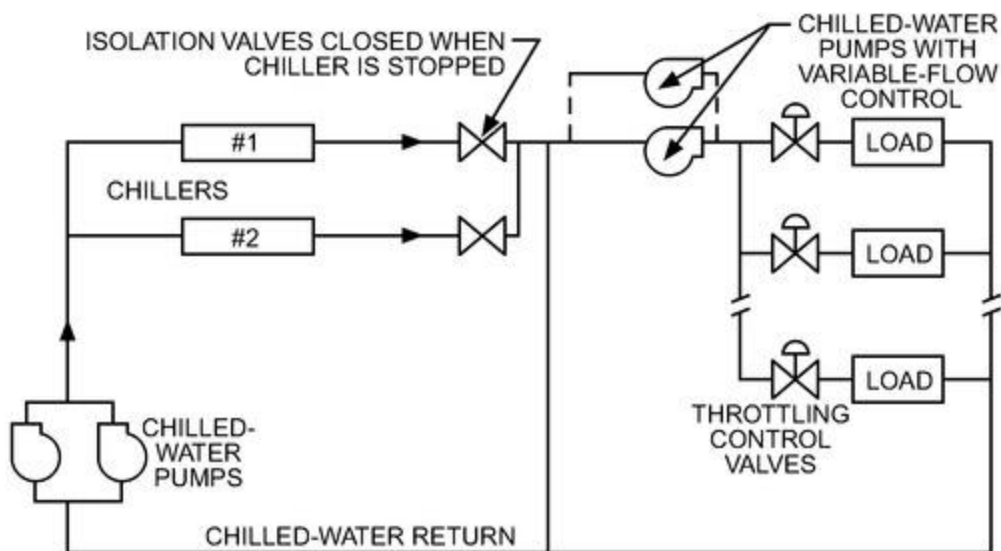 ISOLATION VALVES CLOSED WHEN
CHILLER IS STOPPED
CHILLED-WATER
PUMPS WITH
VARIABLE-FLOW
CONTROL
#1
LOAD
CHILLERS
#2
LOAD
LOAD
CHILLED-
WATER
PUMPS
THROTTLING
CONTROL
VALVES
CHILLED-WATER RETURN